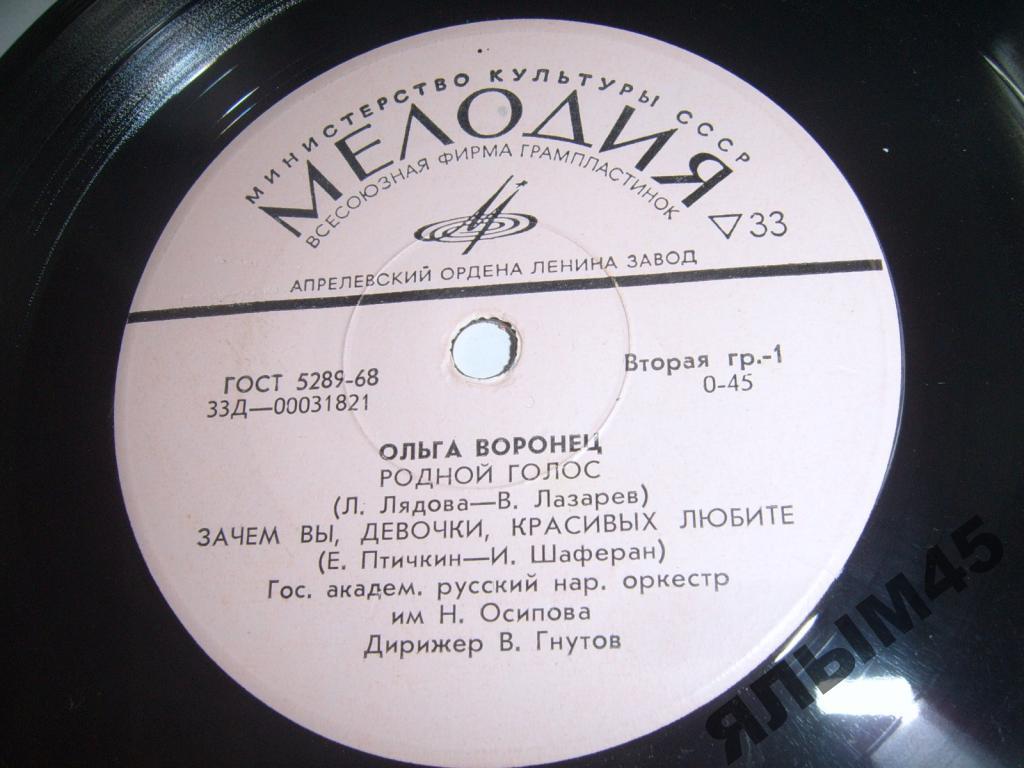 МИНИСТЕРСТВО КУЛЬТУРЫ СССР
МЕЛОДИЯ
ВСЕСОЮЗНАЯ ФИРМА ГРАМПЛАСТИНОК
33
АПРЕЛЕВСКИЙ ОРДЕНА ЛЕНИНА ЗАВОД
ГОСТ 5289-68
33Д—00031821
Вторая гр.-1
0-45
ОЛЬГА ВОРОНЕЦ
РОДНОЙ ГОЛОС
(Л. Лядова—В. Лазарев)
ЗАЧЕМ ВЫ, ДЕВОЧКИ, КРАСИВЫХ ЛЮБИТЕ
(Е. Птичкин—И. Шаферан)
Гос. академ. русский нар. оркестр
им Н. Осипова
Дирижер В. Гнутов
ЯЛЫМ45